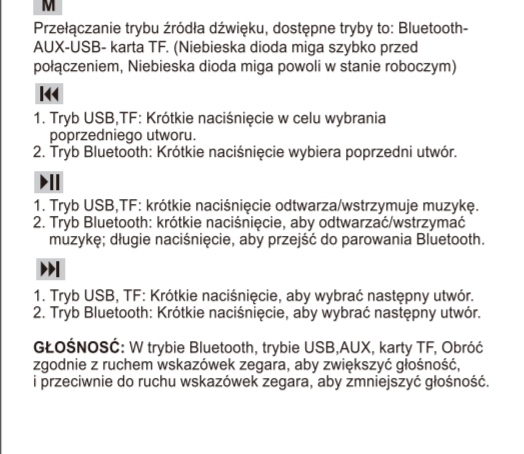 M
Przełączanie trybu źródła dźwięku, dostępne tryby to: Bluetooth-
AUX-USB- karta TF. (Niebieska dioda miga szybko przed
połączeniem, Niebieska dioda miga powoli w stanie roboczym)
1. Tryb USB,TF: Krótkie naciśnięcie w celu wybrania
poprzedniego utworu.
2. Tryb Bluetooth: Krótkie naciśnięcie wybiera poprzedni utwór.
1. Tryb USB,TF: krótkie naciśnięcie odtwarza/wstrzymuje muzykę.
2. Tryb Bluetooth: krótkie naciśnięcie, aby odtwarzać/wstrzymać
muzykę; długie naciśnięcie, aby przejść do parowania Bluetooth.
1. Tryb USB, TF: Krótkie naciśnięcie, aby wybrać następny utwór.
2. Tryb Bluetooth: Krótkie naciśnięcie, aby wybrać następny utwór.
GŁOŚNOSĆ: W trybie Bluetooth, trybie USB,AUX, karty TF, Obróć
zgodnie z ruchem wskazówek zegara, aby zwiększyć głośność,
i przeciwnie do ruchu wskazówek zegara, aby zmniejszyć głośność.